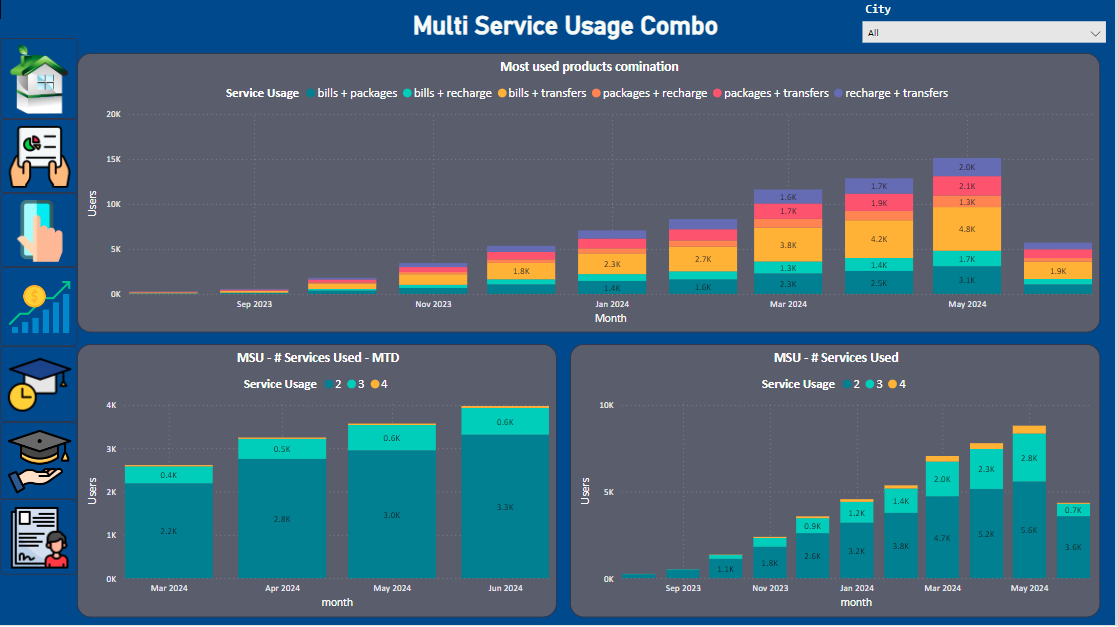 Multi Service Usage Combo
City
All
Most used products comination
Service Usage bills + packages bills + recharge bills + transfers packages + recharge packages + transfers recharge + transfers
20K
15K
10K
5K
0K
Users
1.8K
2.3K
1.4K
2.7K
1.6K
1.6K
1.7K
3.8K
1.3K
2.3K
1.7K
1.9K
4.2K
1.4K
2.5K
2.0K
2.1K
1.3K
4.8K
1.7K
3.1K
1.9K
Sep 2023 Nov 2023 Jan 2024 Mar 2024 May 2024
Month
MSU - # Services Used - MTD
Service Usage 2 3 4
4K
3K
2K
1K
0K
Users
0.4K
2.2K
0.5K
2.8K
0.6K
3.0K
0.6K
3.3K
Mar 2024 Apr 2024 May 2024 Jun 2024
month
MSU - # Services Used
Service Usage 2 3 4
10K
5K
0K
Users
1.1K
1.8K
0.9K
2.6K
1.2K
3.2K
1.4K
3.8K
2.0K
4.7K
2.3K
5.2K
2.8K
5.6K
0.7K
3.6K
Sep 2023 Nov 2023 Jan 2024 Mar 2024 May 2024
month